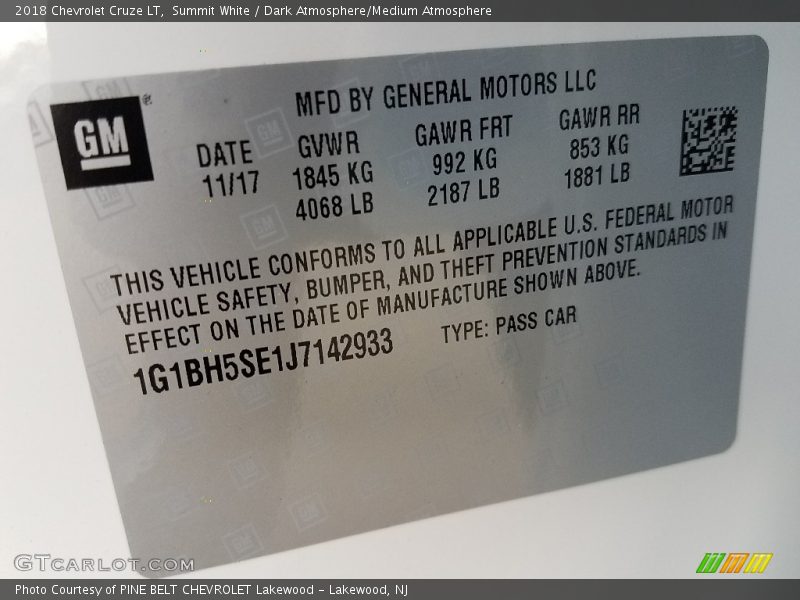 2018 Chevrolet Cruze LT, Summit White / Dark Atmosphere/Medium Atmosphere
GM®
MFD BY GENERAL MOTORS LLC
DATE GVWR GAWR FRT GAWR RR
11/17 1845 KG 992 KG 853 KG
4068 LB 2187 LB 1881 LB
THIS VEHICLE CONFORMS TO ALL APPLICABLE U.S. FEDERAL MOTOR
VEHICLE SAFETY, BUMPER, AND THEFT PREVENTION STANDARDS IN
EFFECT ON THE DATE OF MANUFACTURE SHOWN ABOVE.
1G1BH5SE1J7142933 TYPE: PASS CAR
GTCARLOT.COM
Photo Courtesy of PINE BELT CHEVROLET Lakewood - Lakewood, NJ